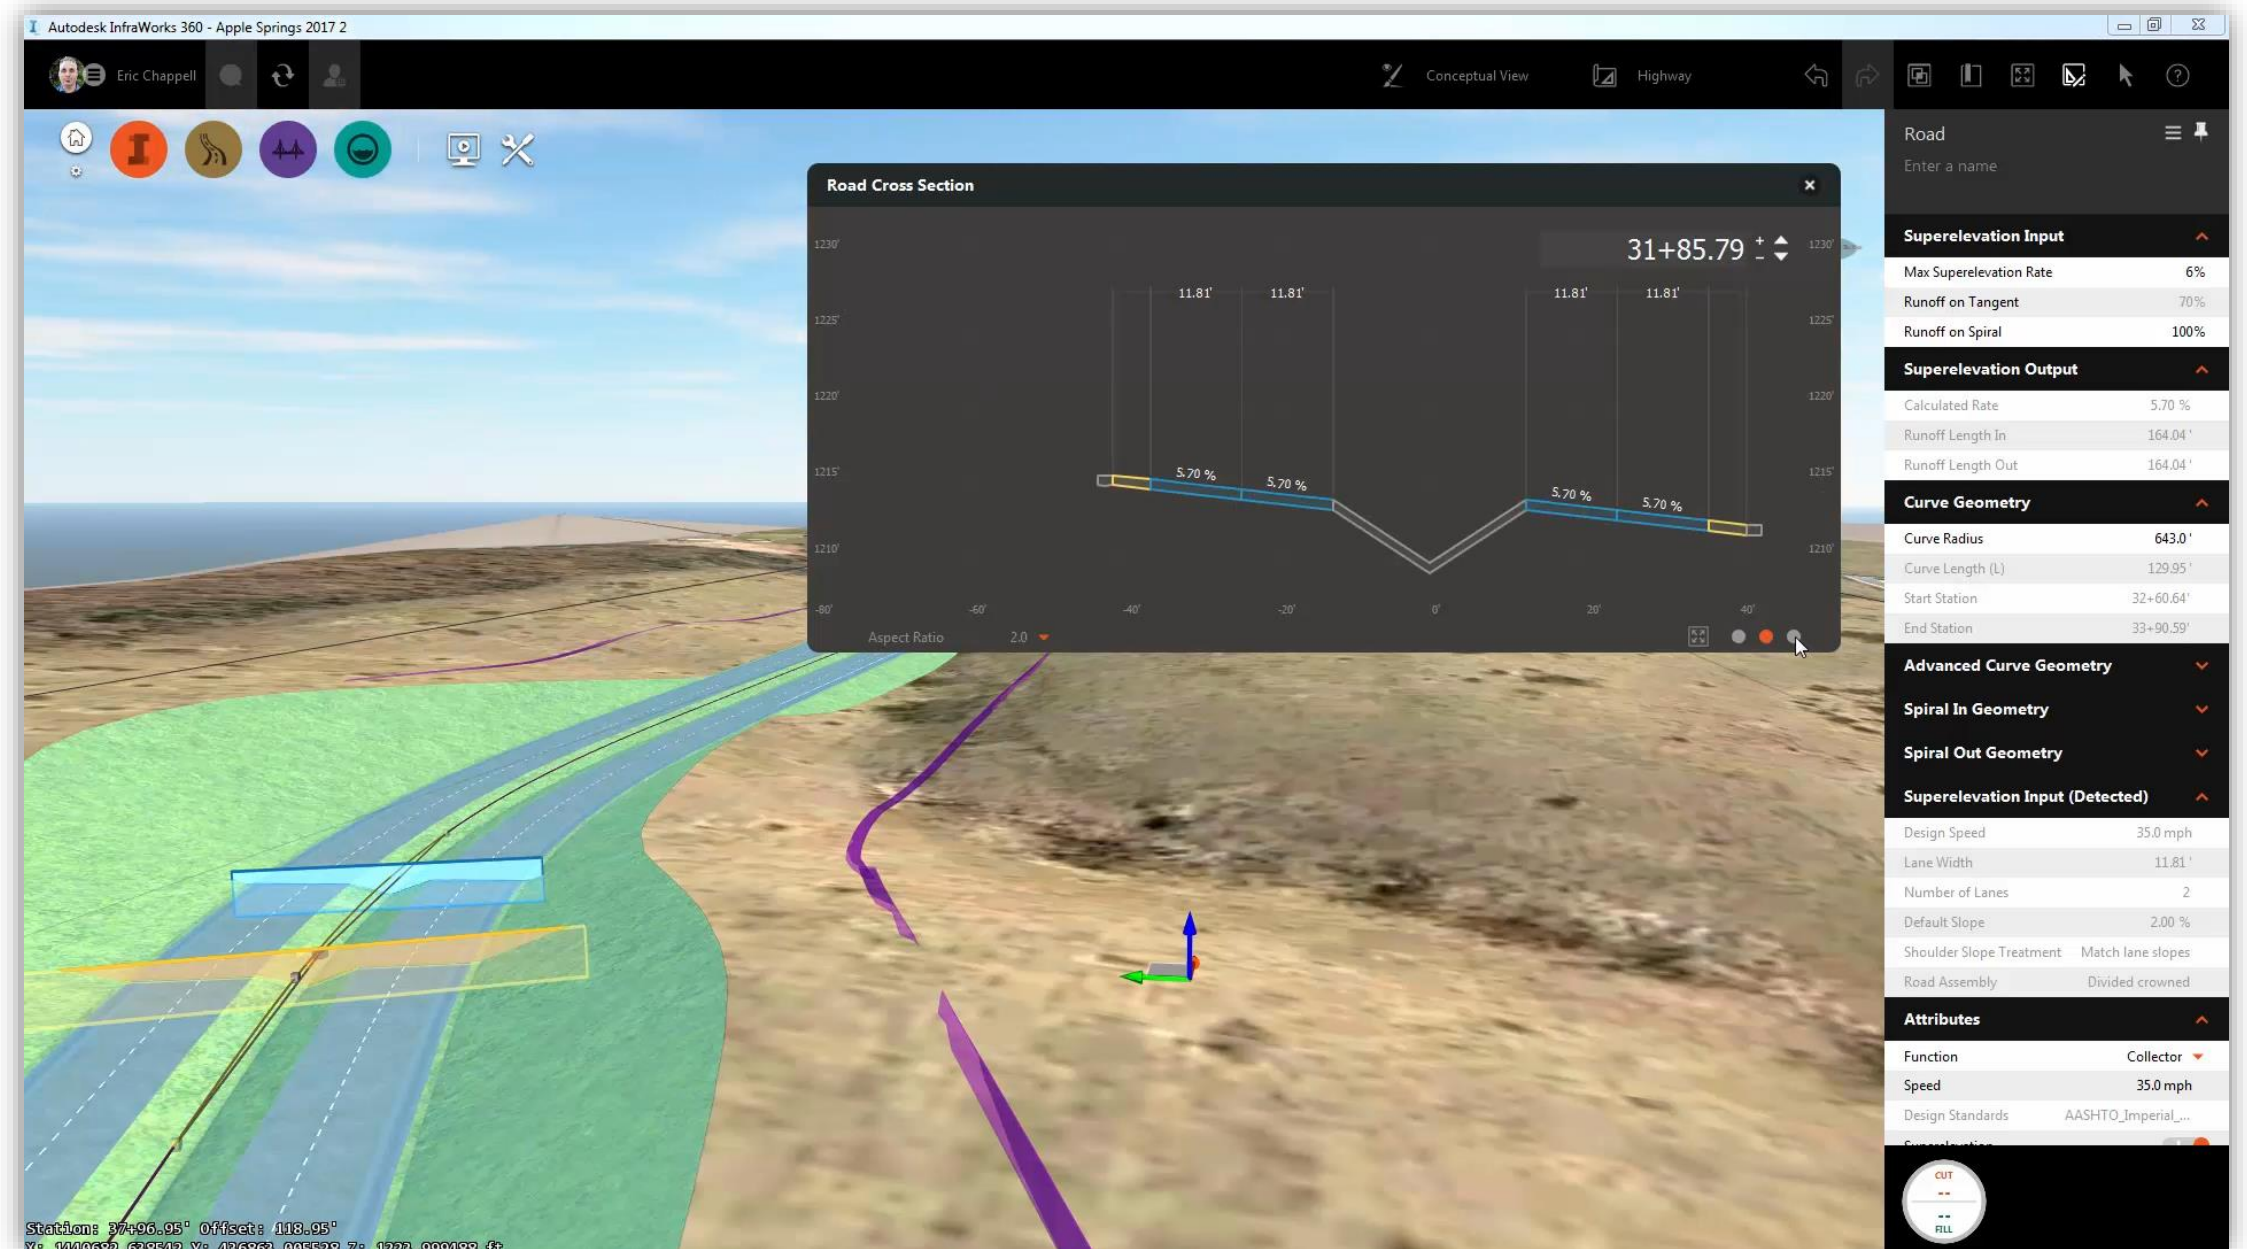 Autodesk InfraWorks 360 - Apple Springs 2017 2
Eric Chappell
Conceptual View
Highway
Road Cross Section
31+85.79 + -
1230' 1230'
11.81' 11.81' 11.81' 11.81'
1225' 1225'
1220' 1220'
1215' 1215'
5.70 % 5.70 % 5.70 % 5.70 %
1210' 1210'
-80' -60' -40' -20' 0' 20' 40'
Aspect Ratio 2.0
Road
Enter a name
Superelevation Input
Max Superelevation Rate 6%
Runoff on Tangent 70%
Runoff on Spiral 100%
Superelevation Output
Calculated Rate 5.70 %
Runoff Length In 164.04 '
Runoff Length Out 164.04 '
Curve Geometry
Curve Radius 643.0 '
Curve Length (L) 129.95 '
Start Station 32+60.64'
End Station 33+90.59'
Advanced Curve Geometry
Spiral In Geometry
Spiral Out Geometry
Superelevation Input (Detected)
Design Speed 35.0 mph
Lane Width 11.81 '
Number of Lanes 2
Default Slope 2.00 %
Shoulder Slope Treatment Match lane slopes
Road Assembly Divided crowned
Attributes
Function Collector
Speed 35.0 mph
Design Standards AASHTO_Imperial_...
CUT
--
--
FILL
Station: 37+96.95' Offset: 118.95'